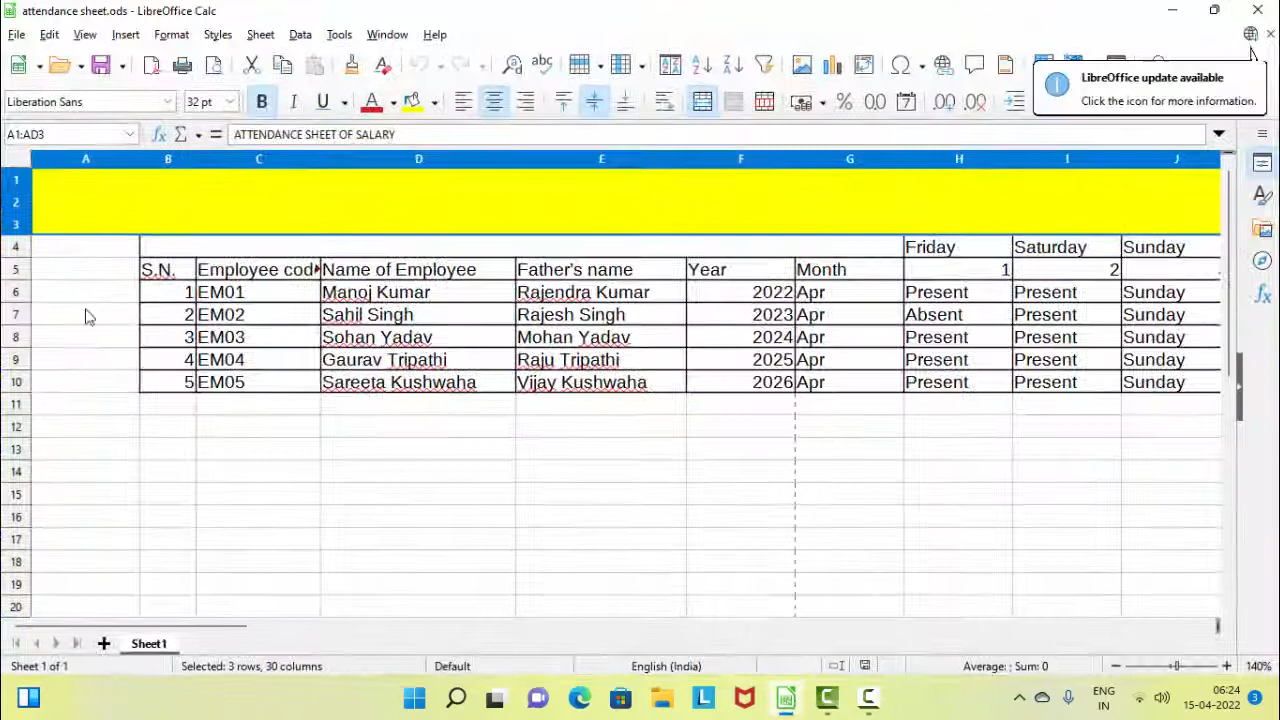 attendance sheet.ods - LibreOffice Calc
File Edit View Insert Format Styles Sheet Data Tools Window Help
LibreOffice update available
Click the icon for more information.
Liberation Sans 32 pt
A1:AD3 ATTENDANCE SHEET OF SALARY
A B C D E F G H I J
1
2
3
4 Friday Saturday Sunday
5 S.N. Employee cod Name of Employee Father's name Year Month 1 2
6 1 EM01 Manoj Kumar Rajendra Kumar 2022 Apr Present Present Sunday
7 2 EM02 Sahil Singh Rajesh Singh 2023 Apr Absent Present Sunday
8 3 EM03 Sohan Yadav Mohan Yadav 2024 Apr Present Present Sunday
9 4 EM04 Gaurav Tripathi Raju Tripathi 2025 Apr Present Present Sunday
10 5 EM05 Sareeta Kushwaha Vijay Kushwaha 2026 Apr Present Present Sunday
11
12
13
14
15
16
17
18
19
20
Sheet1
Sheet 1 of 1 Selected: 3 rows, 30 columns Default English (India) Average: ; Sum: 0 140%
ENG
IN
06:24
15-04-2022
3